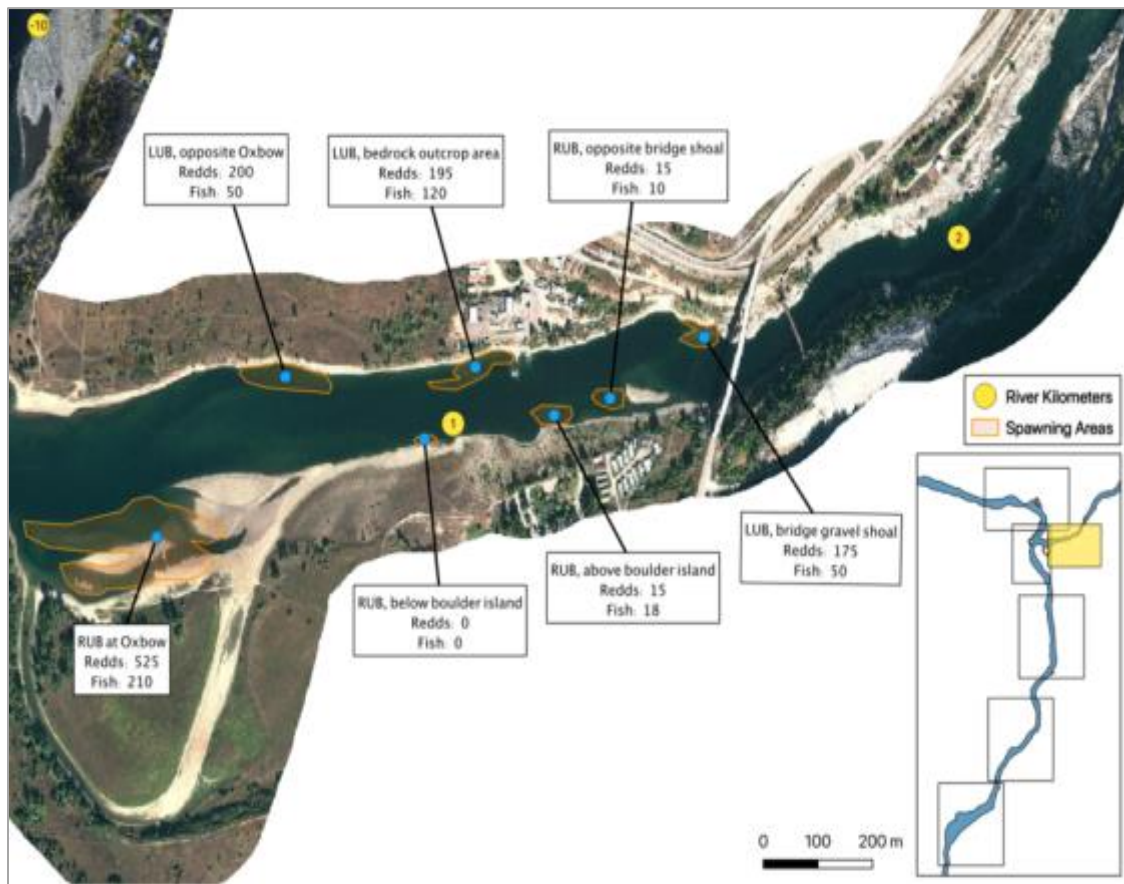 -10
LUB, opposite Oxbow
Redds: 200
Fish: 50
LUB, bedrock outcrop area
Redds: 195
Fish: 120
RUB, opposite bridge shoal
Redds: 15
Fish: 10
2
1
River Kilometers
Spawning Areas
LUB, bridge gravel shoal
Redds: 175
Fish: 50
RUB, above boulder island
Redds: 15
Fish: 18
RUB, below boulder island
Redds: 0
Fish: 0
RUB at Oxbow
Redds: 525
Fish: 210
0 100 200 m